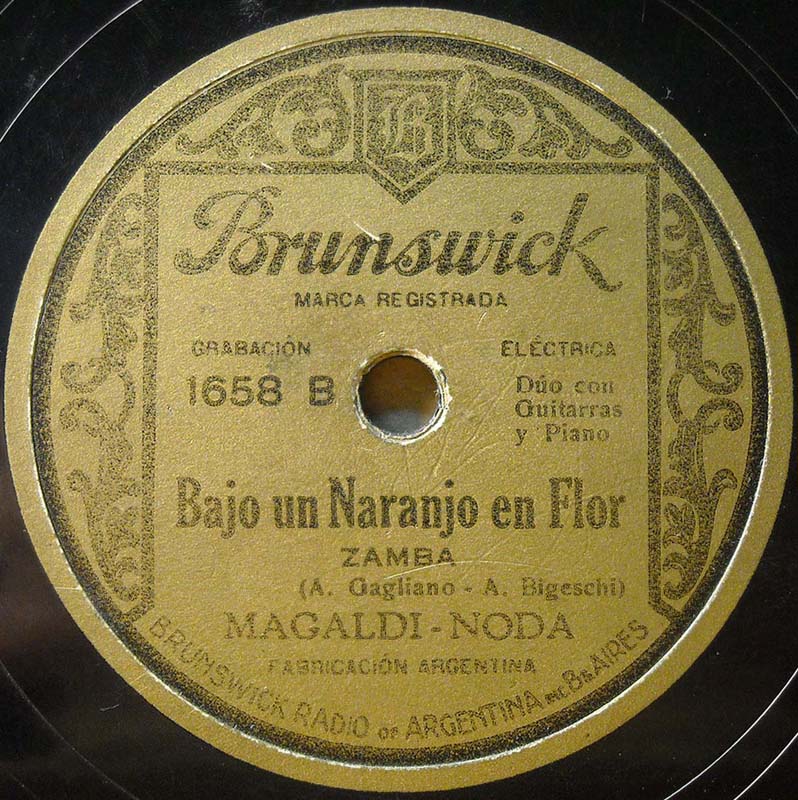 B
Brunswick
MARCA REGISTRADA
GRABACIÓN ELÉCTRICA
1658 B
Dúo con
Guitarras
y Piano
Bajo un Naranjo en Flor
ZAMBA
(A. Gagliano - A. Bigeschi)
MAGALDI - NODA
FABRICACIÓN ARGENTINA
BRUNSWICK RADIO OF ARGENTINA INC. Bs. AIRES